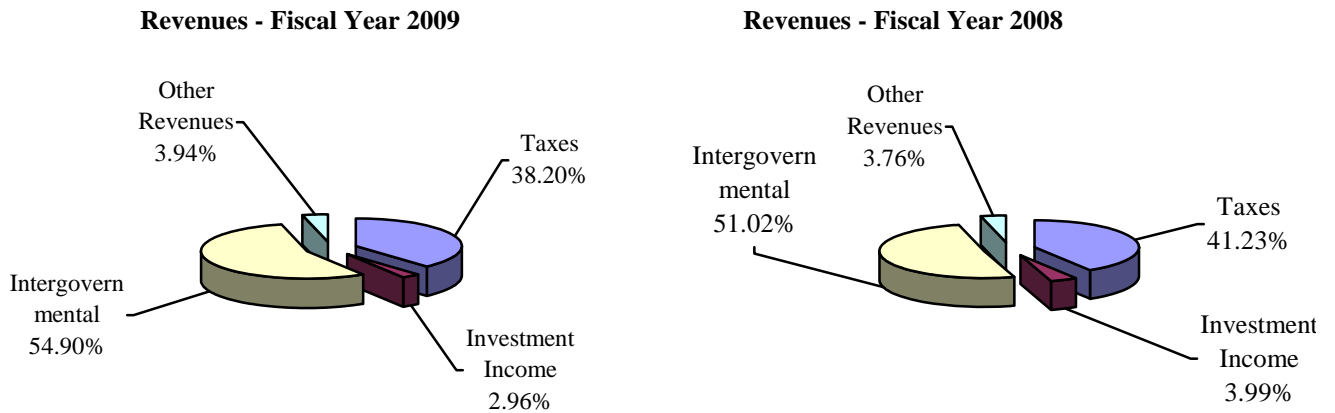 Revenues - Fiscal Year 2009
Other
Revenues
3.94%
Taxes
38.20%
Intergovern
mental
54.90%
Investment
Income
2.96%
Revenues - Fiscal Year 2008
Other
Revenues
3.76%
Intergovern
mental
51.02%
Taxes
41.23%
Investment
Income
3.99%